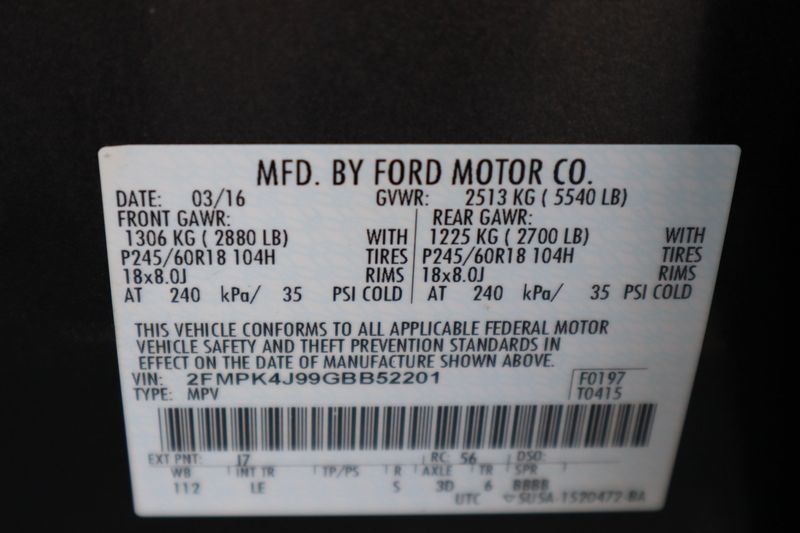 MFD. BY FORD MOTOR CO.
DATE: 03/16 GVWR: 2513 KG ( 5540 LB)
FRONT GAWR: REAR GAWR:
1306 KG ( 2880 LB) WITH 1225 KG ( 2700 LB) WITH
P245/60R18 104H TIRES P245/60R18 104H TIRES
18x8.0J RIMS 18x8.0J RIMS
AT 240 kPa/ 35 PSI COLD AT 240 kPa/ 35 PSI COLD
THIS VEHICLE CONFORMS TO ALL APPLICABLE FEDERAL MOTOR
VEHICLE SAFETY AND THEFT PREVENTION STANDARDS IN
EFFECT ON THE DATE OF MANUFACTURE SHOWN ABOVE.
VIN: 2FMPK4J99GBB52201 F0197
TYPE: MPV T0415
EXT PNT: J7 RC: 56 DSO:
WB INT TR TP/PS R AXLE TR SPR
112 LE S 3D 6 BBBB
UTC 5U5A-1520472-BA